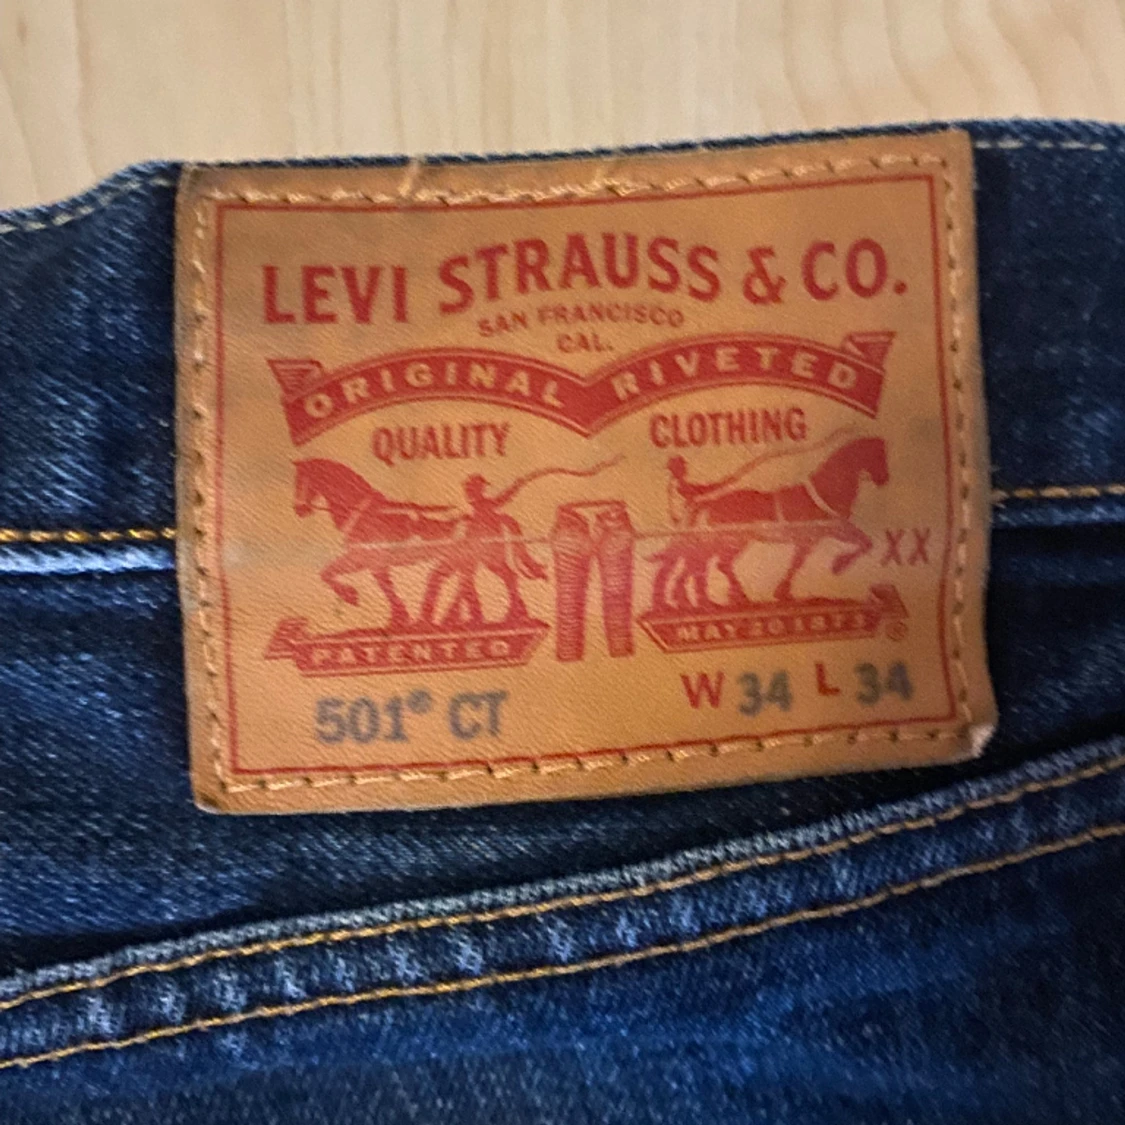 LEVI STRAUSS & CO.
SAN FRANCISCO
CAL.
ORIGINAL RIVETED
QUALITY CLOTHING
XX
PATENTED MAY 20 1873
®
501® CT W 34 L 34